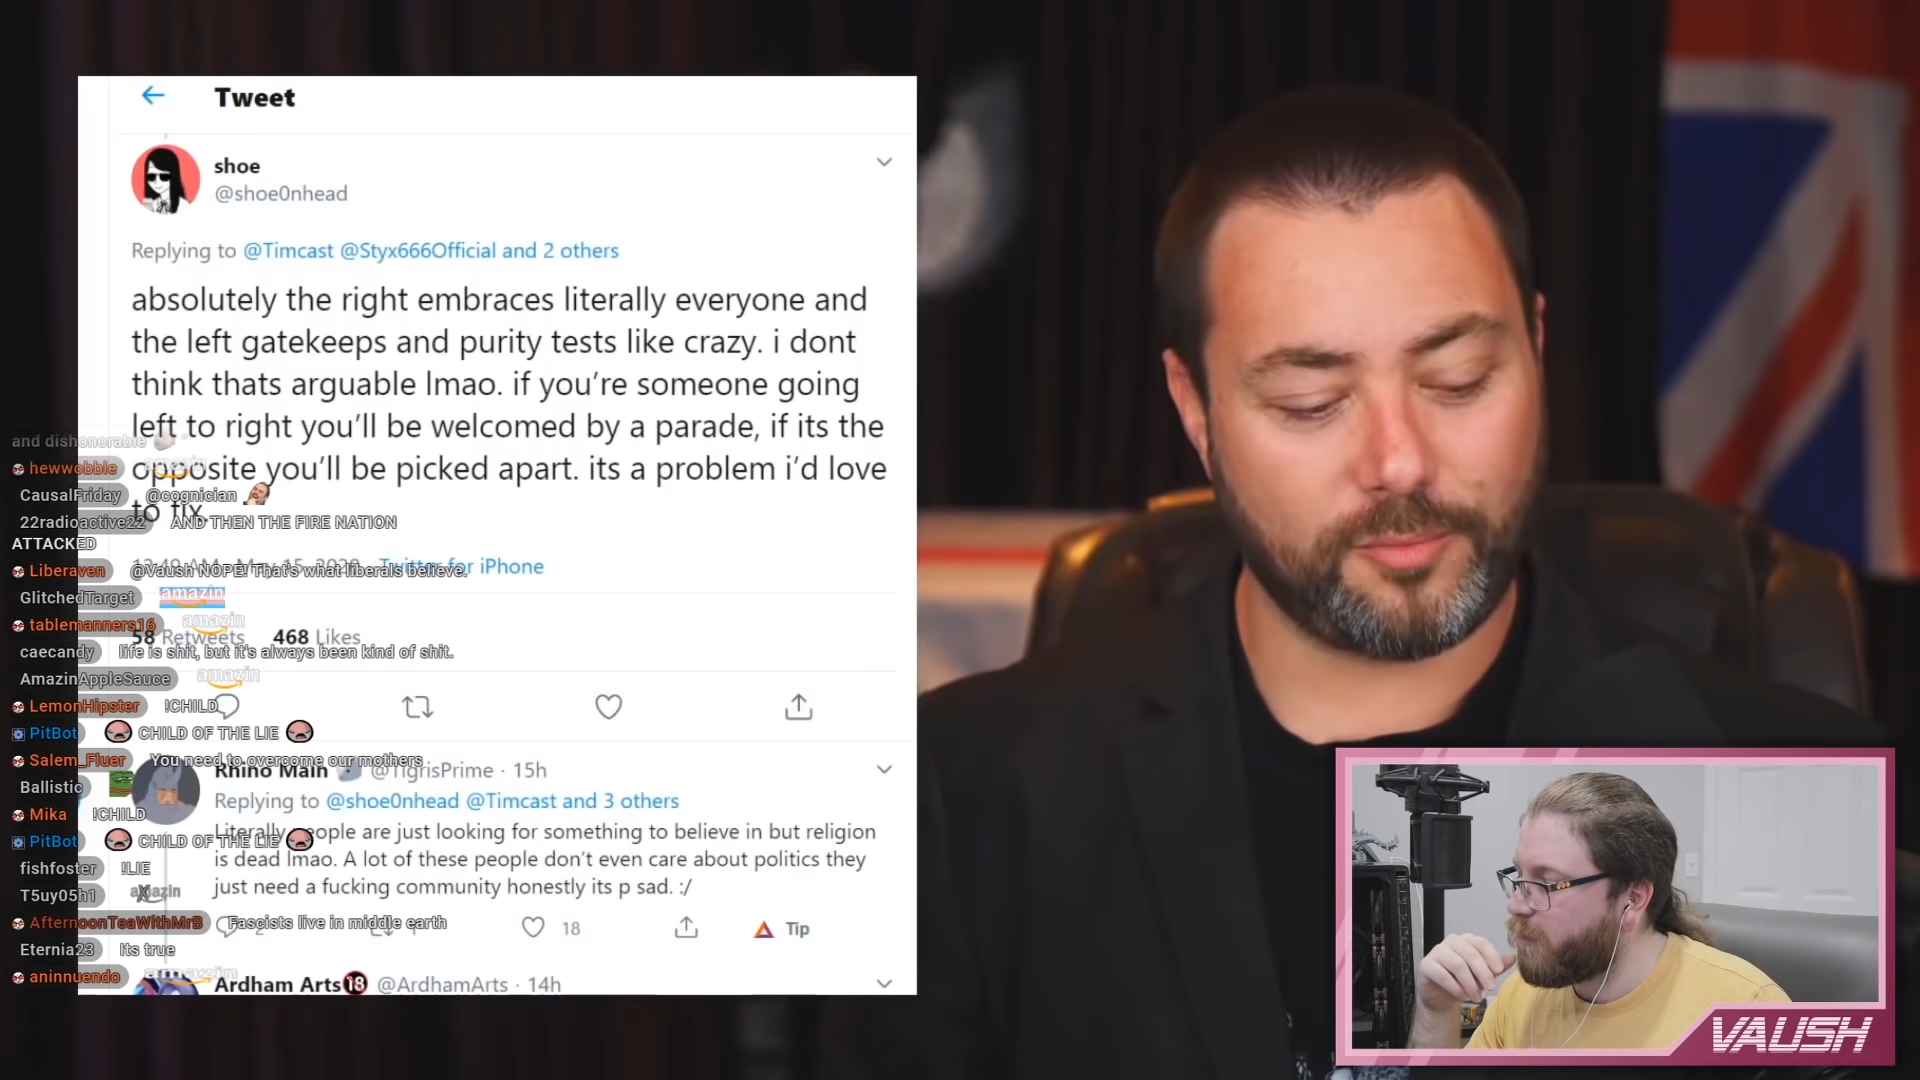 Tweet
shoe
@shoe0nhead
Replying to @Timcast @Styx666Official and 2 others
absolutely the right embraces literally everyone and
the left gatekeeps and purity tests like crazy. i dont
think thats arguable lmao. if you're someone going
left to right you'll be welcomed by a parade, if its the
opposite you'll be picked apart. its a problem i'd love
to fix.
Twitter for iPhone
58 Retweets 468 Likes
Rhino Main @TigrisPrime · 15h
Replying to @shoe0nhead @Timcast and 3 others
Literally people are just looking for something to believe in but religion
is dead lmao. A lot of these people don't even care about politics they
just need a fucking community honestly its p sad. :/
18
Tip
Ardham Arts 18 @ArdhamArts · 14h
and dishonorable
hewwobble amazin
CausalFriday @cognician
22radioactive22 AND THEN THE FIRE NATION
ATTACKED
Liberaven @Vaush NOPE! That's what liberals believe.
GlitchedTarget amazin
tablemanners16 amazin
caecandy life is shit, but it's always been kind of shit.
AmazinAppleSauce amazin
LemonHipster !CHILD
PitBot CHILD OF THE LIE
Salem_Fluer You need to overcome our mothers
Ballistic
Mika !CHILD
PitBot CHILD OF THE LIE
fishfoster !LIE
T5uy05h1
AfternoonTeaWithMrB Fascists live in middle earth
Eternia23 Its true
aninnuendo amazin
VAUSH